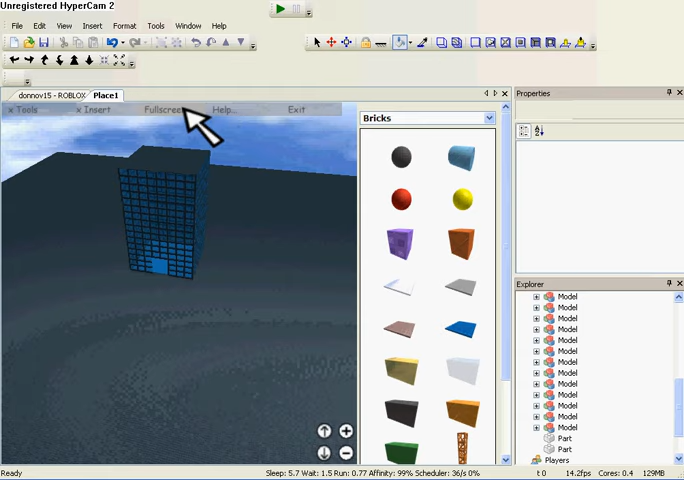 Unregistered HyperCam 2
File Edit View Insert Format Tools Window Help
donnov15 - ROBLOX Place1
x Tools x Insert Fullscreen Help... Exit
Bricks
Properties
Explorer
Model
Model
Model
Model
Model
Model
Model
Model
Model
Model
Model
Model
Model
Part
Part
Players
Ready Sleep: 5.7 Wait: 1.5 Run: 0.77 Affinity: 99% Scheduler: 36/s 0% t:0 14.2fps Cores: 0.4 129MB